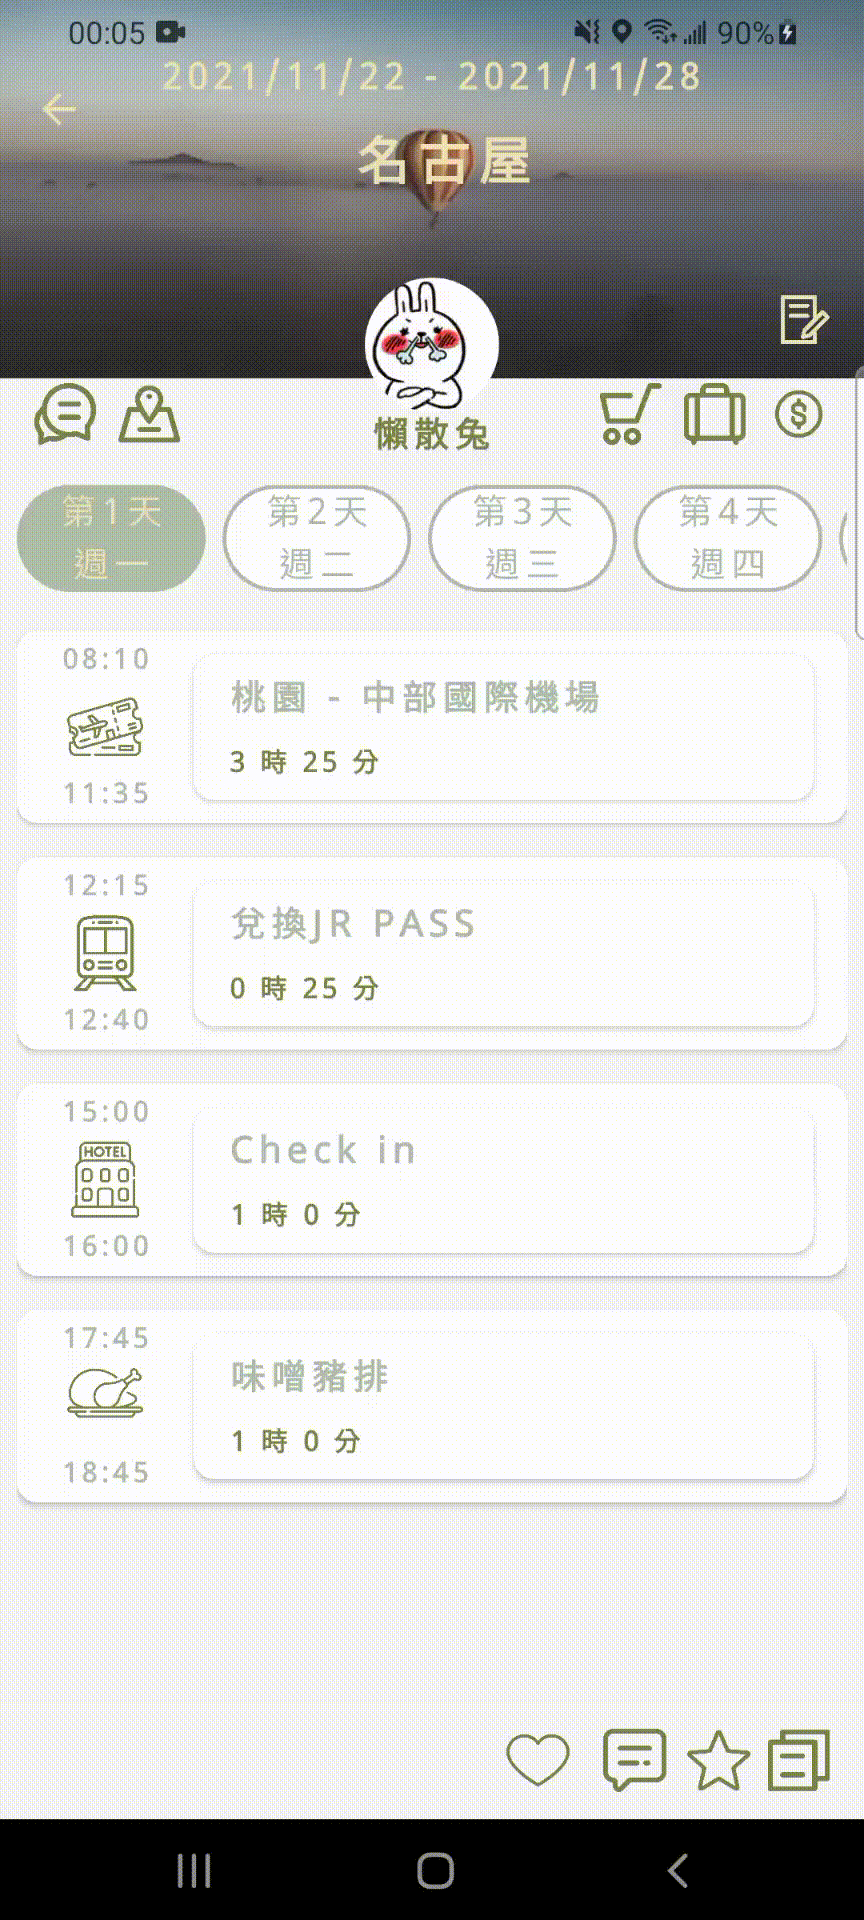 00:05 90%
2021/11/22 - 2021/11/28
名古屋
懶散兔
第1天 第2天 第3天 第4天
週一 週二 週三 週四
08:10
桃園 - 中部國際機場
3 時 25 分
11:35
12:15
兌換JR PASS
0 時 25 分
12:40
15:00
HOTEL
Check in
1 時 0 分
16:00
17:45
味噌豬排
1 時 0 分
18:45